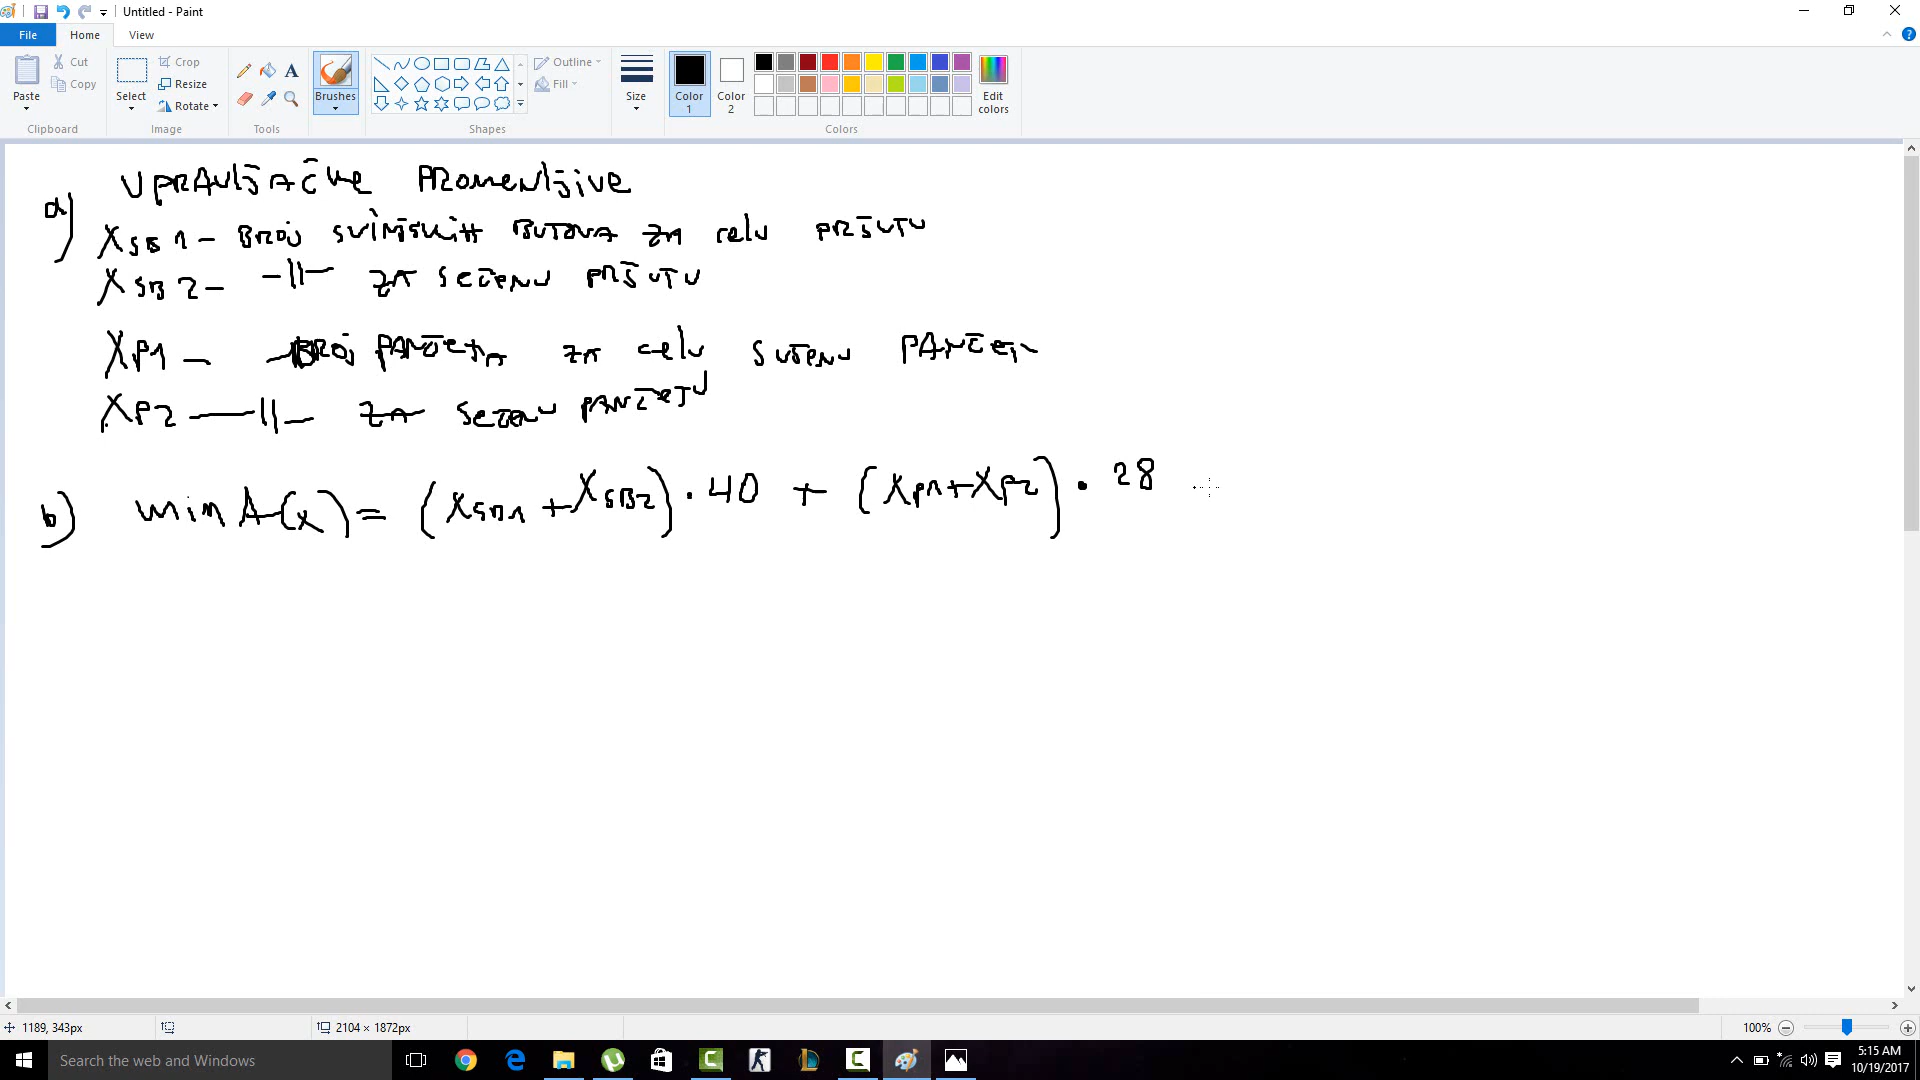 Untitled - Paint
File Home View
Cut
Copy
Paste
Clipboard
Crop
Resize
Rotate
Select
Image
Tools
Brushes
Outline
Fill
Shapes
Size
Color 1
Color 2
Edit colors
Colors
a) UPRAVLJAČKE PROMENLJIVE
XSB1 - BROJ SVINJSKIH BUTOVA ZA CELU PRŠUTU
XSB2 - -||- ZA SEČENU PRŠUTU
XP1 - BROJ PANČETA ZA CELU SUŠENU PANČETU
XP2 -||- ZA SEČENU PANČETU
b) min A(x) = (XSB1 + XSB2) · 40 + (XP1 + XP2) · 28
1189, 343px
2104 × 1872px
100%
Search the web and Windows
5:15 AM
10/19/2017